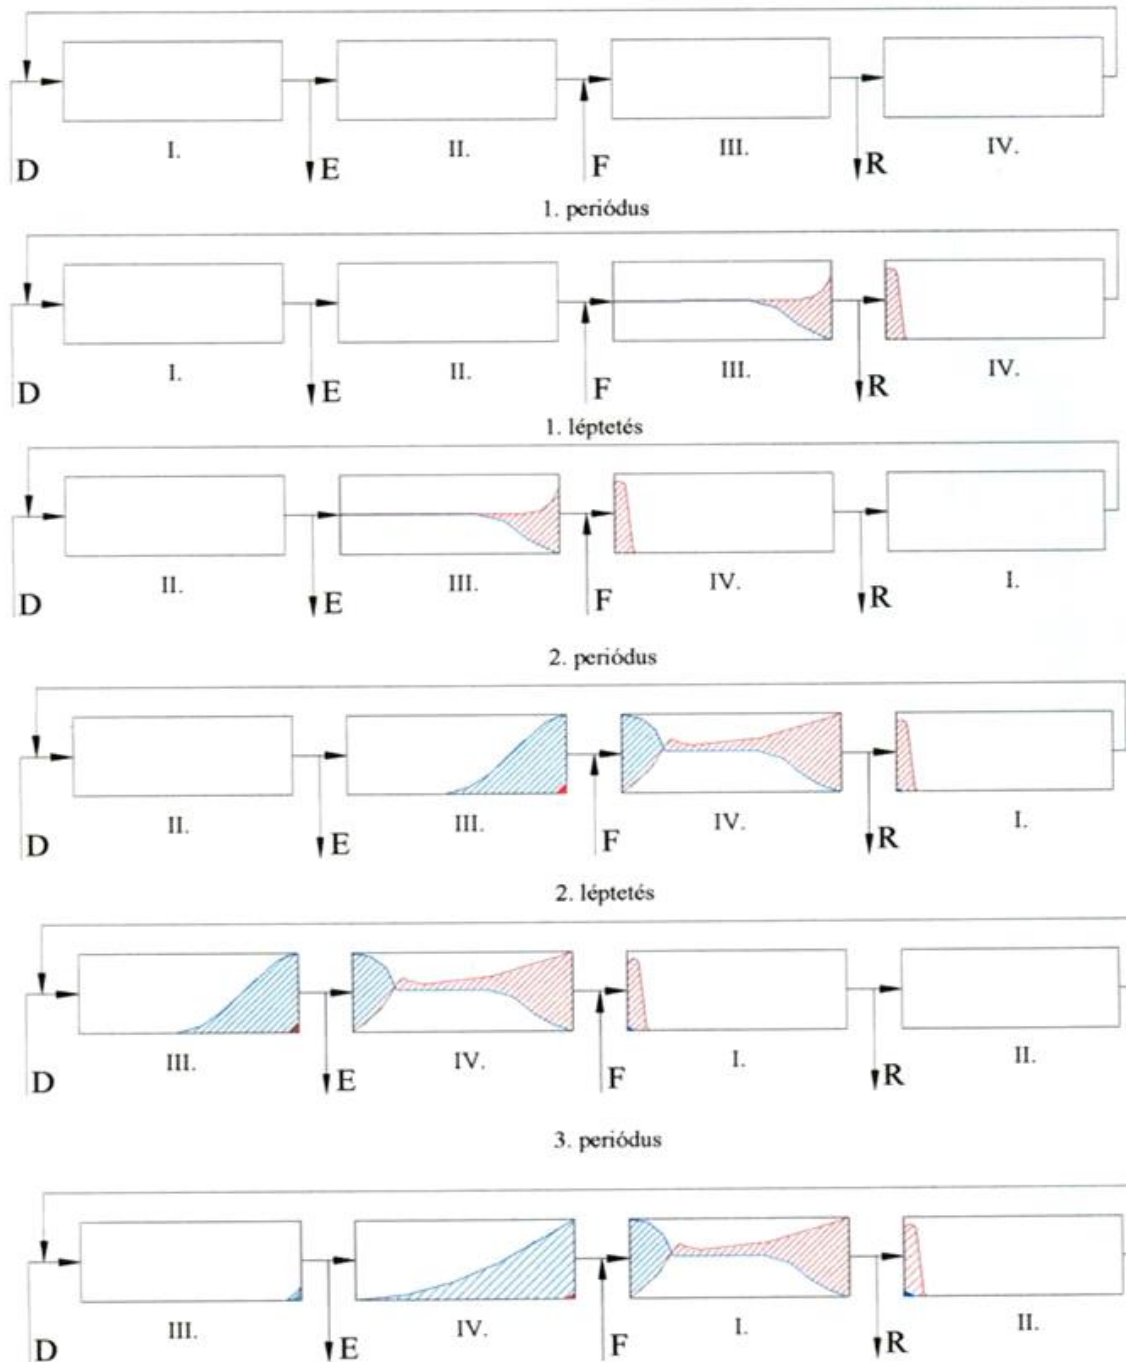 I. II. III. IV.
D E F R
1. periódus
I. II. III. IV.
D E F R
1. léptetés
II. III. IV. I.
D E F R
2. periódus
II. III. IV. I.
D E F R
2. léptetés
III. IV. I. II.
D E F R
3. periódus
III. IV. I. II.
D E F R